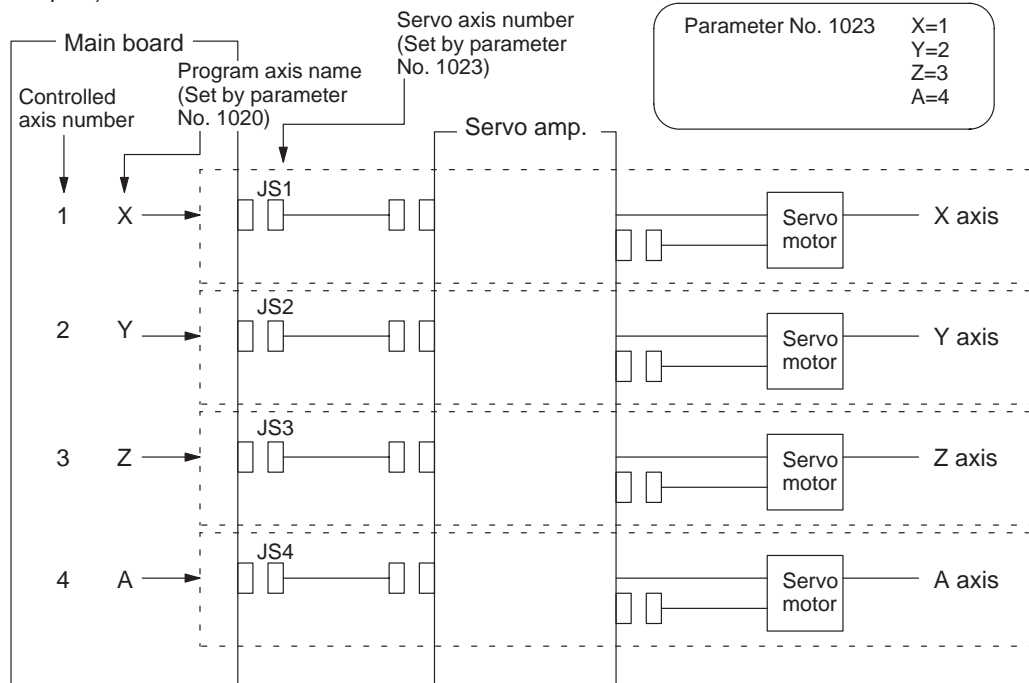 Main board
Controlled
axis number
Program axis name
(Set by parameter
No. 1020)
Servo axis number
(Set by parameter
No. 1023)
Servo amp.
Parameter No. 1023 X=1
Y=2
Z=3
A=4
JS1
1 X Servo
motor X axis
JS2
2 Y Servo
motor Y axis
JS3
3 Z Servo
motor Z axis
JS4
4 A Servo
motor A axis